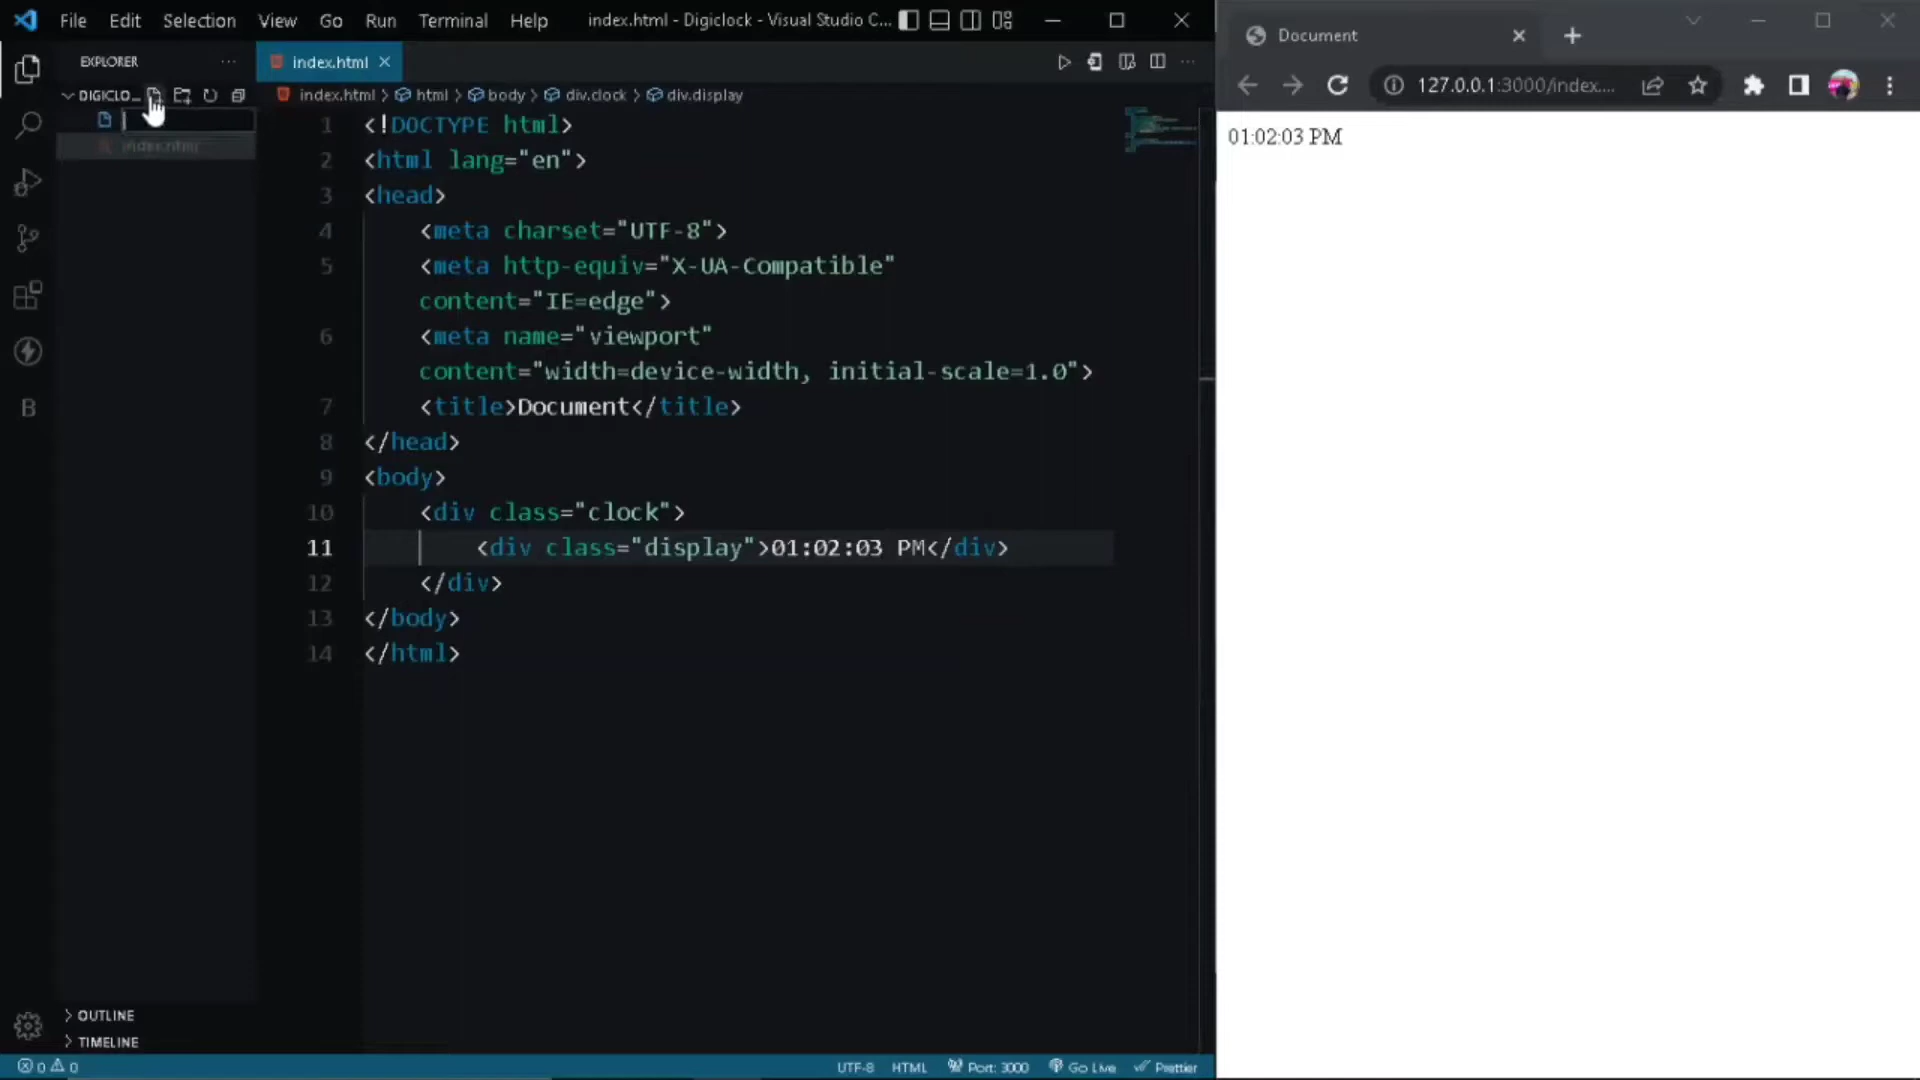 File Edit Selection View Go Run Terminal Help index.html - Digiclock - Visual Studio C...
EXPLORER
index.html
DIGICLO...
index.html > html > body > div.clock > div.display
index.html
1 <!DOCTYPE html>
2 <html lang="en">
3 <head>
4 <meta charset="UTF-8">
5 <meta http-equiv="X-UA-Compatible"
content="IE=edge">
6 <meta name="viewport"
content="width=device-width, initial-scale=1.0">
7 <title>Document</title>
8 </head>
9 <body>
10 <div class="clock">
11 <div class="display">01:02:03 PM</div>
12 </div>
13 </body>
14 </html>
B
OUTLINE
TIMELINE
0 0 UTF-8 HTML Port: 3000 Go Live Prettier
Document
127.0.0.1:3000/index....
01:02:03 PM